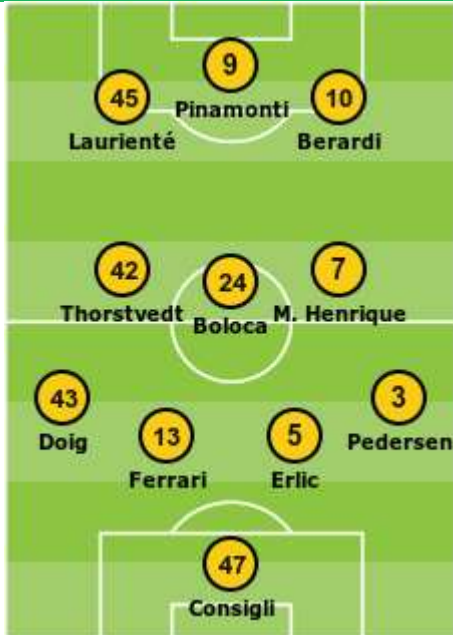 9
Pinamonti
45
Laurienté
10
Berardi
42
Thorstvedt
24
Boloca
7
M. Henrique
43
Doig
13
Ferrari
5
Erlic
3
Pedersen
47
Consigli